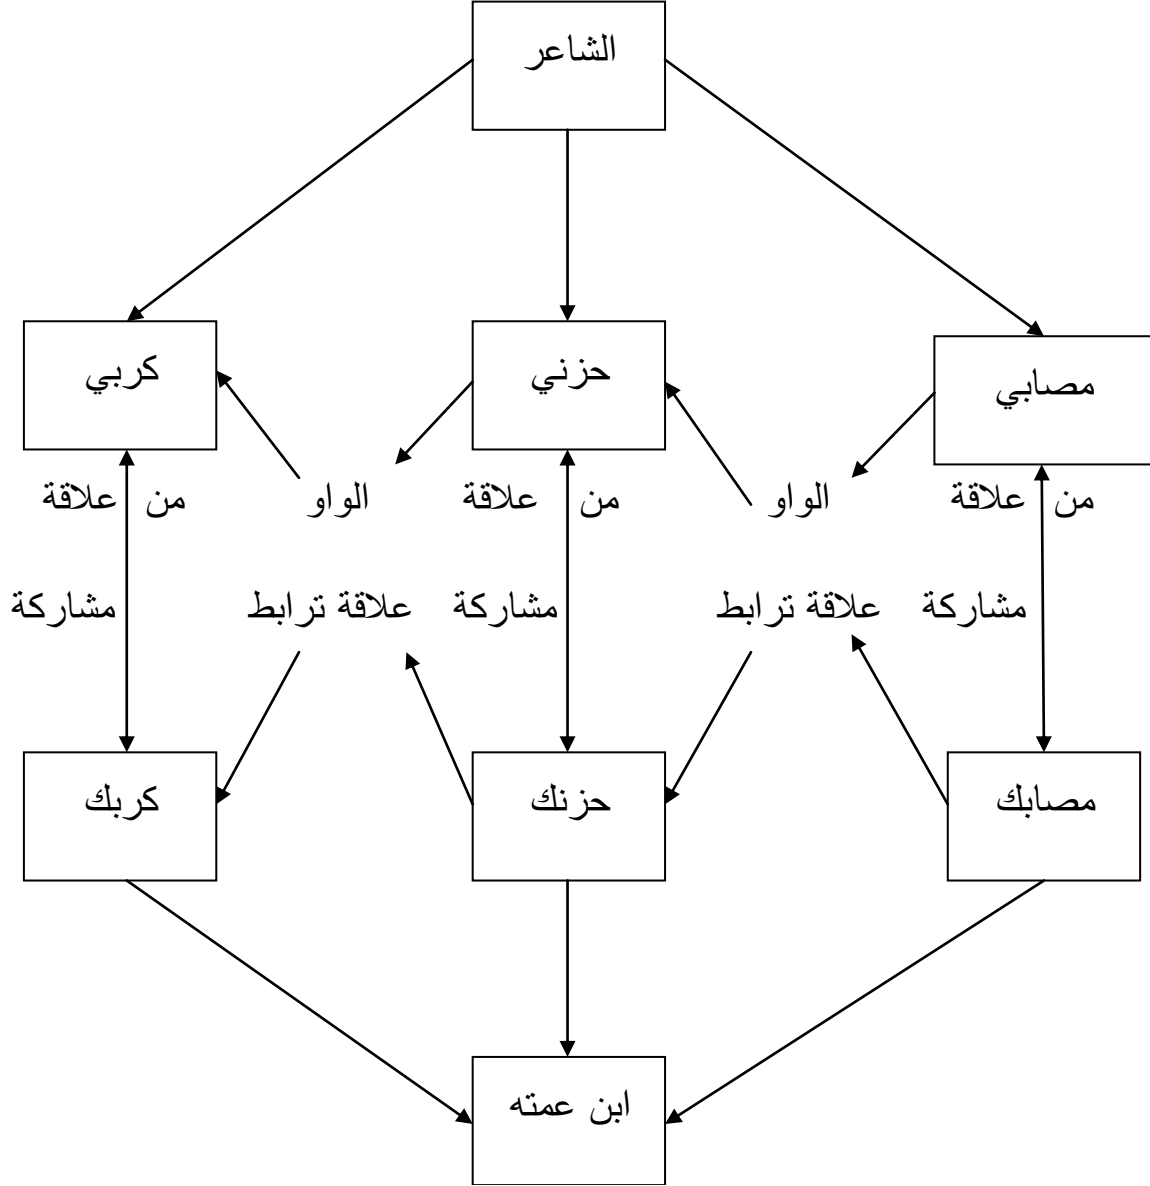 الشاعر
مصابي
حزني
كربي
من علاقة
الواو
من علاقة
الواو
من علاقة
مشاركة
علاقة ترابط
مشاركة
علاقة ترابط
مشاركة
مصابك
حزنك
كربك
ابن عمته